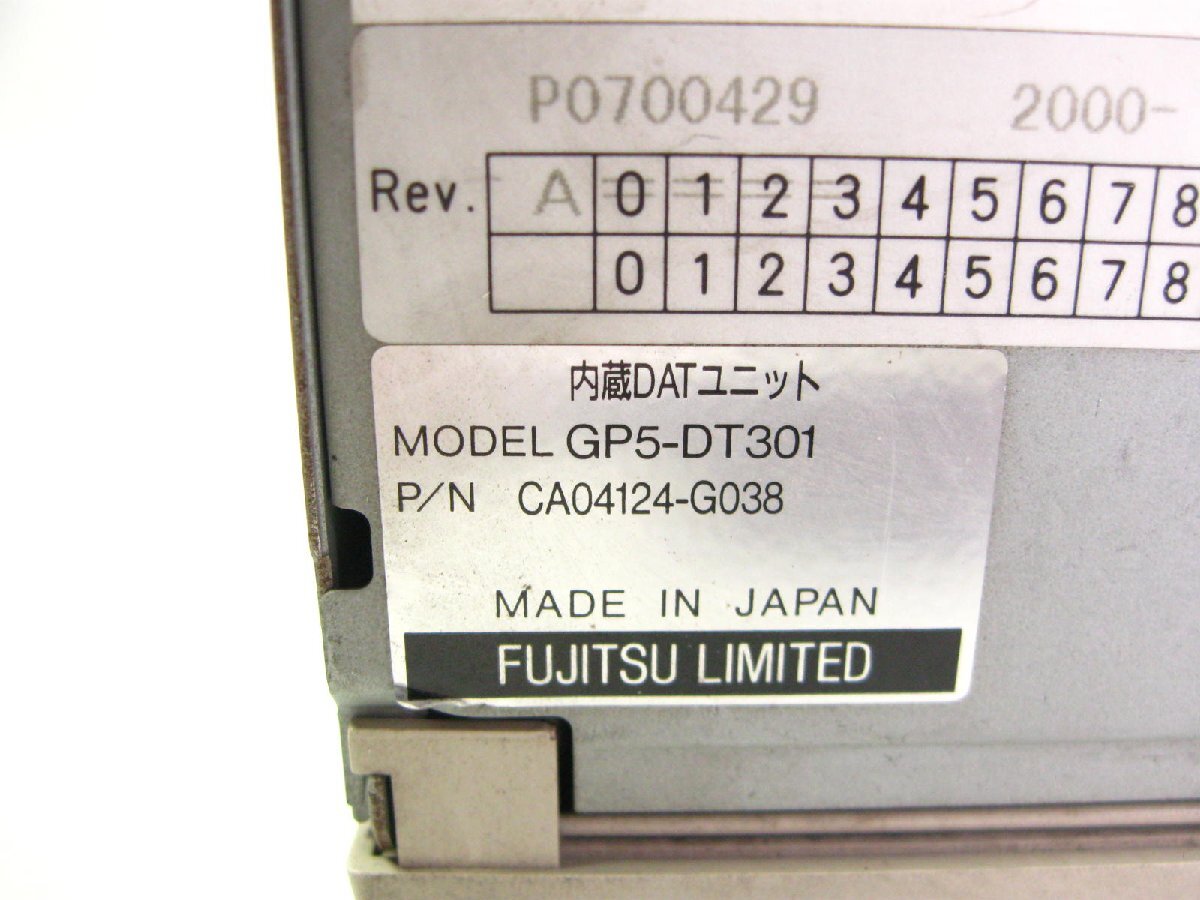 P0700429 2000-
Rev. A 0 1 2 3 4 5 6 7 8
0 1 2 3 4 5 6 7 8
内蔵DATユニット
MODEL GP5-DT301
P/N CA04124-G038
MADE IN JAPAN
FUJITSU LIMITED